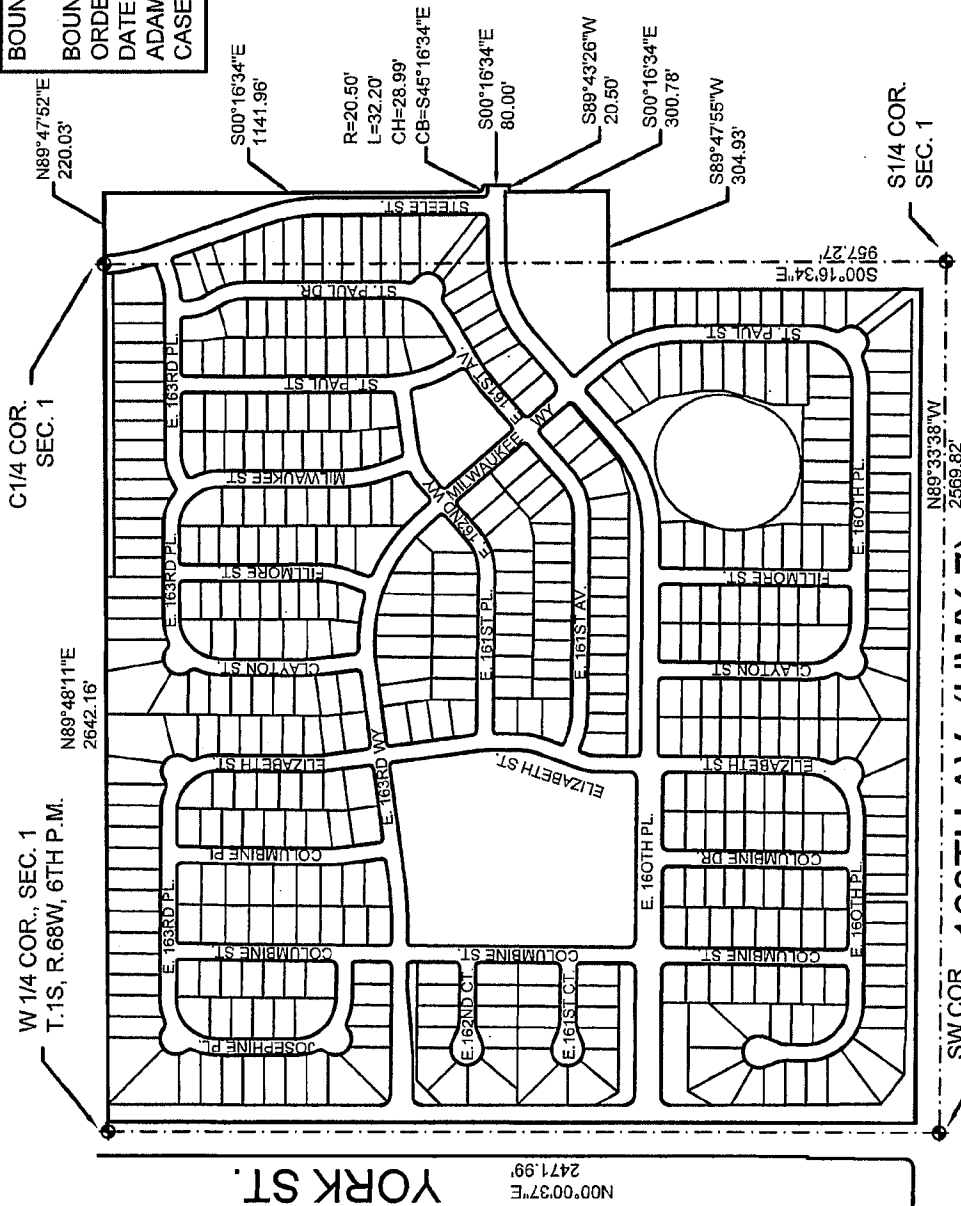 BOUN
BOUN
ORDE
DATE
ADAM
CASE
N89°47'52"E
220.03'
C1/4 COR.
SEC. 1
S00°16'34"E
1141.96'
N89°48'11"E
2642.16'
W 1/4 COR., SEC. 1
T.1S, R.68W, 6TH P.M.
R=20.50'
L=32.20'
CH=28.99'
CB=S45°16'34"E
S00°16'34"E
80.00'
S89°43'26"W
20.50'
S00°16'34"E
300.78'
S89°47'55"W
304.93'
S1/4 COR.
SEC. 1
S00°16'34"E
957.27'
N89°33'38"W
2569.82'
SW COR
YORK ST.
N00°00'37"E
2471.99'
STEELE ST.
E. 163RD PL.
E. 163RD PL.
E. 163RD PL.
ST. PAUL DR.
ST. PAUL ST
MILWAUKEE ST
FILLMORE ST
CLAYTON ST.
ELIZABETH ST.
COLUMBINE PL
COLUMBINE ST
JOSEPHINE PL.
E. 161ST AV.
MILWAUKEE WY
E. 162ND WY
E. 163RD WY
E. 161ST PL.
E. 161ST AV.
ELIZABETH ST.
E. 160TH PL.
COLUMBINE ST.
E. 162ND CT.
E. 161ST CT.
ST. PAUL ST
E. 160TH PL.
FILLMORE ST
CLAYTON ST
ELIZABETH ST.
COLUMBINE DR.
COLUMBINE ST
E. 160TH PL.